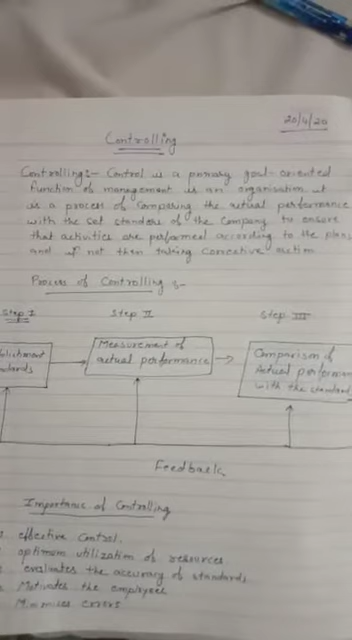 20/4/20
Controlling
Controlling:- Control is a primary goal-oriented
function of management is an organisation it
is a process of comparing the actual performance
with the set standers of the company to ensure
that activities are performed according to the plans
and if not then taking corrective action
Process of Controlling :-
Step I Step II Step III
Measurement of
actual performance
Comparison of
Actual performan
with the standard
Feedback
Importance of Controlling
effective control.
optimum utilization of resources
evaluates the accuracy of standards
Motivates the employees
Minimises errors